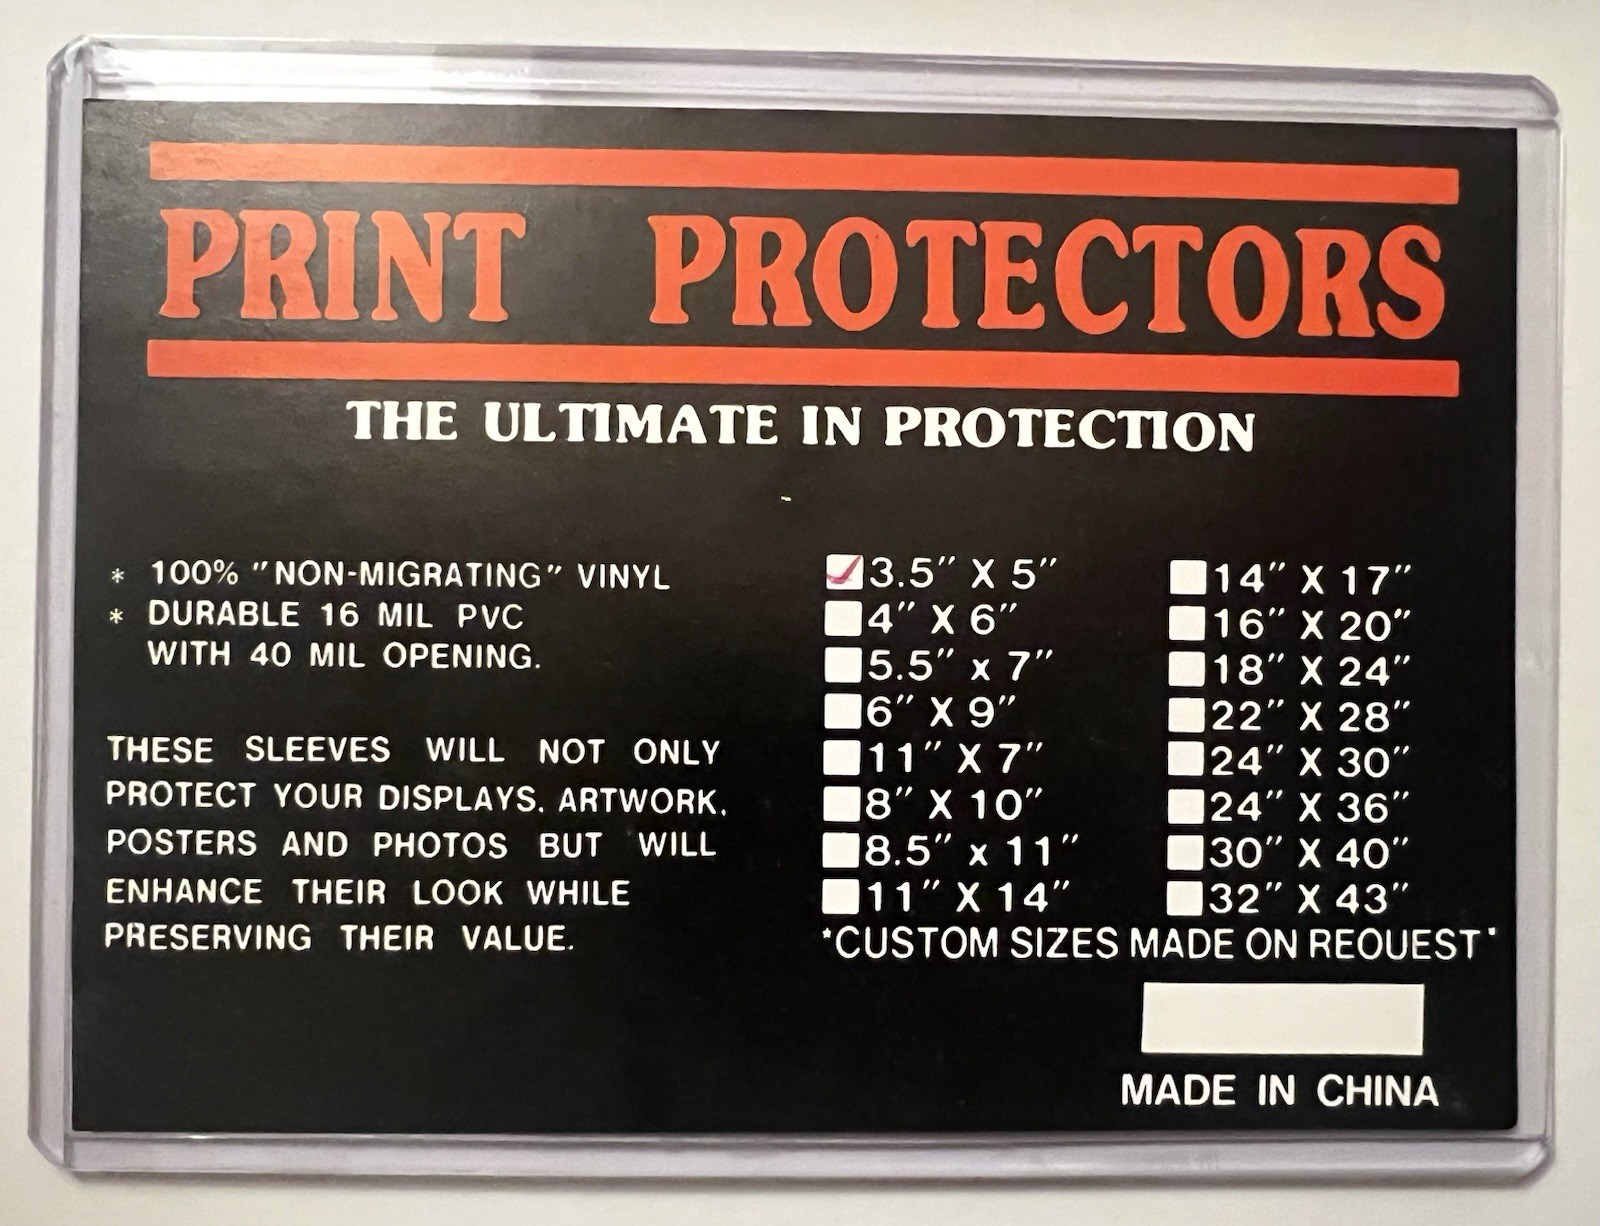 PRINT PROTECTORS
THE ULTIMATE IN PROTECTION
* 100% "NON-MIGRATING" VINYL
* DURABLE 16 MIL PVC
WITH 40 MIL OPENING.
THESE SLEEVES WILL NOT ONLY
PROTECT YOUR DISPLAYS. ARTWORK.
POSTERS AND PHOTOS BUT WILL
ENHANCE THEIR LOOK WHILE
PRESERVING THEIR VALUE.
3.5" X 5"
4" X 6"
5.5" x 7"
6" X 9"
11" X 7"
8" X 10"
8.5" x 11"
11" X 14"
14" X 17"
16" X 20"
18" X 24"
22" X 28"
24" X 30"
24" X 36"
30" X 40"
32" X 43"
*CUSTOM SIZES MADE ON REOUEST*
MADE IN CHINA